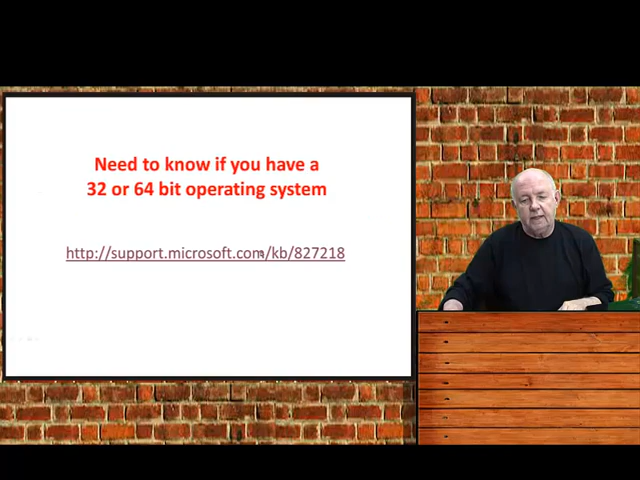 Need to know if you have a
32 or 64 bit operating system
http://support.microsoft.com/kb/827218